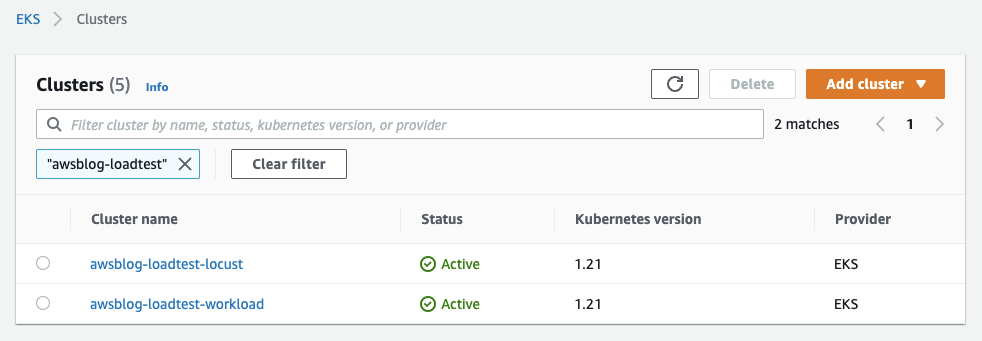 EKS > Clusters
Clusters (5) Info
Delete
Add cluster
Filter cluster by name, status, kubernetes version, or provider
2 matches
1
"awsblog-loadtest"
Clear filter
Cluster name Status Kubernetes version Provider
awsblog-loadtest-locust Active 1.21 EKS
awsblog-loadtest-workload Active 1.21 EKS